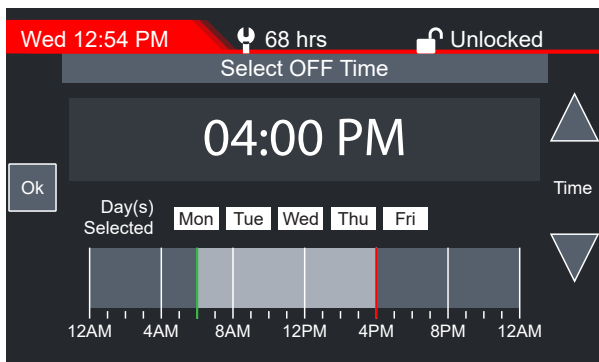 Wed 12:54 PM 68 hrs Unlocked
Select OFF Time
04:00 PM
Ok
Time
Day(s)
Selected
Mon Tue Wed Thu Fri
12AM 4AM 8AM 12PM 4PM 8PM 12AM